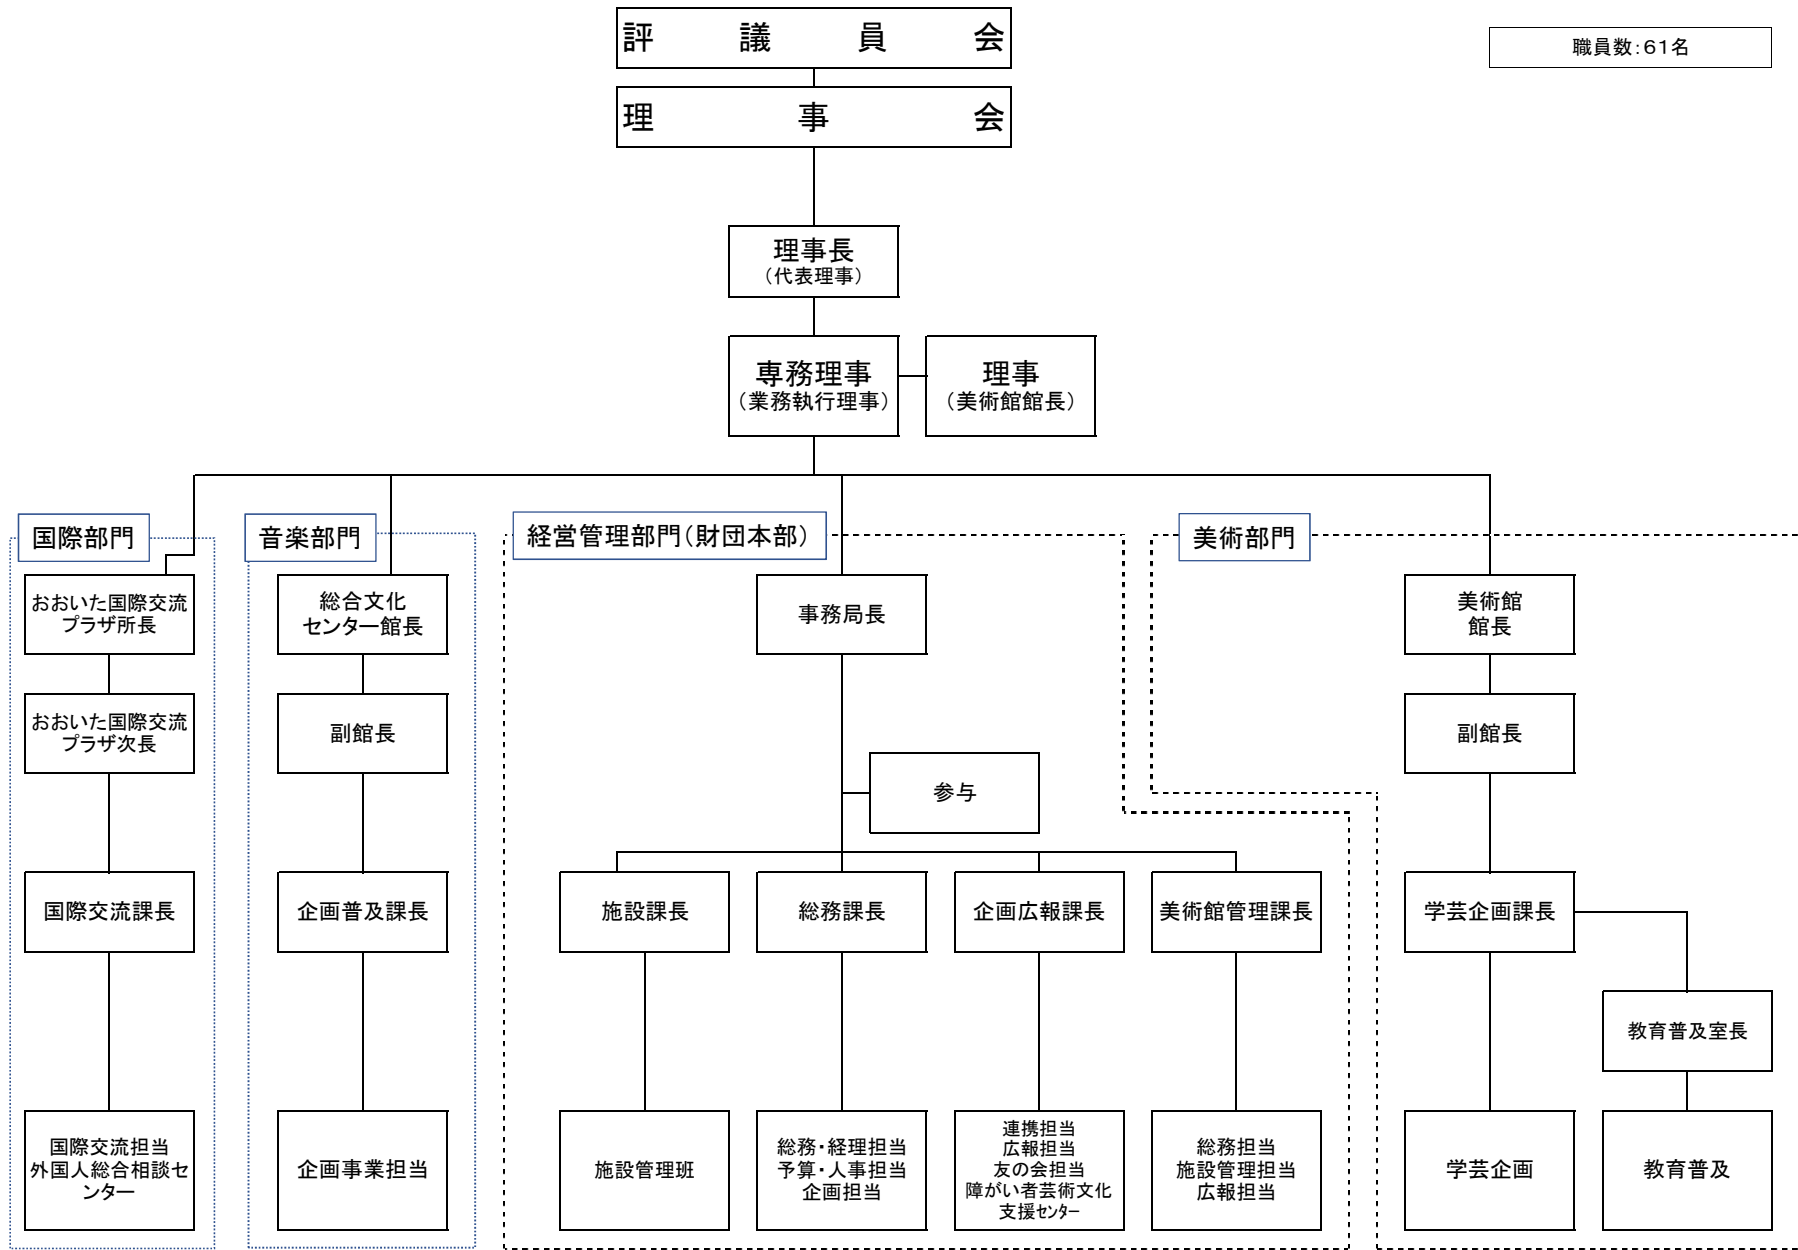 評議員会
職員数：61名
理事会
理事長
（代表理事）
専務理事
（業務執行理事）
理事
（美術館館長）
国際部門
音楽部門
経営管理部門（財団本部）
美術部門
おおいた国際交流
プラザ所長
総合文化
センター館長
事務局長
美術館
館長
おおいた国際交流
プラザ次長
副館長
副館長
参与
国際交流課長
企画普及課長
施設課長
総務課長
企画広報課長
美術館管理課長
学芸企画課長
教育普及室長
国際交流担当
外国人総合相談セ
ンター
企画事業担当
施設管理班
総務・経理担当
予算・人事担当
企画担当
連携担当
広報担当
友の会担当
障がい者芸術文化
支援センター
総務担当
施設管理担当
広報担当
学芸企画
教育普及